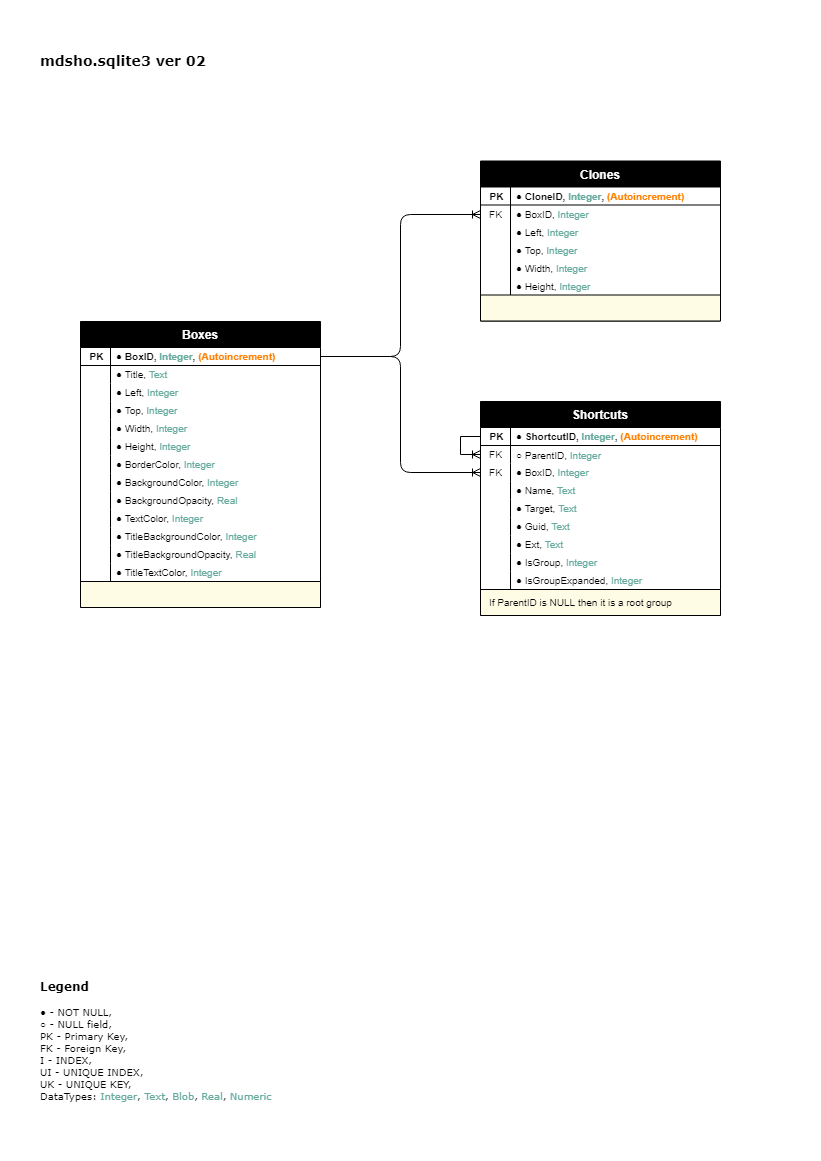 mdsho.sqlite3 ver 02
Clones
PK ● CloneID, Integer, (Autoincrement)
FK ● BoxID, Integer
● Left, Integer
● Top, Integer
● Width, Integer
● Height, Integer
Boxes
PK ● BoxID, Integer, (Autoincrement)
● Title, Text
● Left, Integer
● Top, Integer
● Width, Integer
● Height, Integer
● BorderColor, Integer
● BackgroundColor, Integer
● BackgroundOpacity, Real
● TextColor, Integer
● TitleBackgroundColor, Integer
● TitleBackgroundOpacity, Real
● TitleTextColor, Integer
Shortcuts
PK ● ShortcutID, Integer, (Autoincrement)
FK ○ ParentID, Integer
FK ● BoxID, Integer
● Name, Text
● Target, Text
● Guid, Text
● Ext, Text
● IsGroup, Integer
● IsGroupExpanded, Integer
If ParentID is NULL then it is a root group
Legend
● - NOT NULL,
○ - NULL field,
PK - Primary Key,
FK - Foreign Key,
I - INDEX,
UI - UNIQUE INDEX,
UK - UNIQUE KEY,
DataTypes: Integer, Text, Blob, Real, Numeric